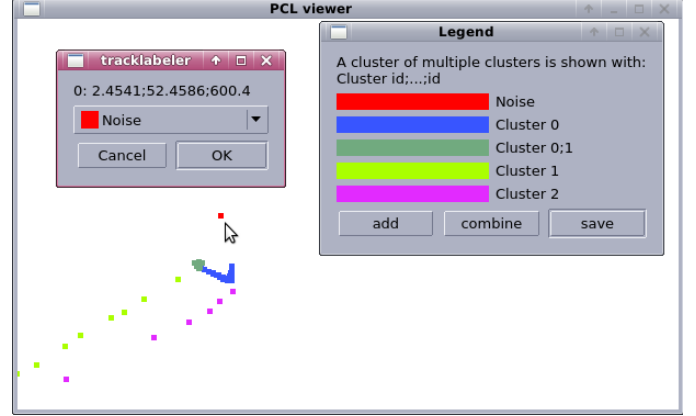 PCL viewer
Legend
A cluster of multiple clusters is shown with:
Cluster id;...;id
Noise
Cluster 0
Cluster 0;1
Cluster 1
Cluster 2
add combine save
tracklabeler
0: 2.4541;52.4586;600.4
Noise
Cancel OK